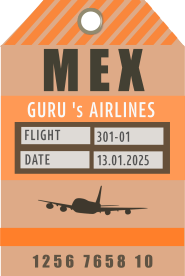 MEX
GURU 's AIRLINES
FLIGHT 301-01
DATE 13.01.2025
1256 7658 10